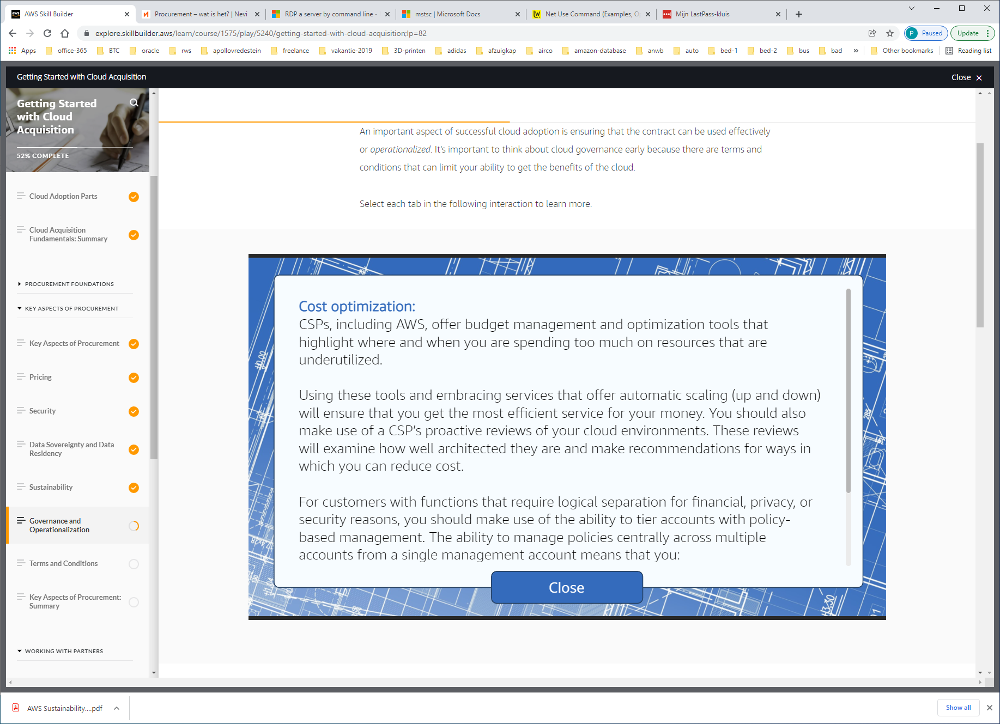 aws AWS Skill Builder
Procurement – wat is het? | Nevi
RDP a server by command line -
mstsc | Microsoft Docs
Net Use Command (Examples, O
Mijn LastPass-kluis
explore.skillbuilder.aws/learn/course/1575/play/5240/getting-started-with-cloud-acquisition;lp=82
P Paused
Update
Apps office-365 BTC oracle rws apollovredestein freelance vakantie-2019 3D-printen adidas afzuigkap airco amazon-database anwb auto bed-1 bed-2 bus bad » Other bookmarks Reading list
Getting Started with Cloud Acquisition
Close
Getting Started
with Cloud
Acquisition
52% COMPLETE
Cloud Adoption Parts
Cloud Acquisition
Fundamentals: Summary
PROCUREMENT FOUNDATIONS
KEY ASPECTS OF PROCUREMENT
Key Aspects of Procurement
Pricing
Security
Data Sovereignty and Data
Residency
Sustainability
Governance and
Operationalization
Terms and Conditions
Key Aspects of Procurement:
Summary
WORKING WITH PARTNERS
An important aspect of successful cloud adoption is ensuring that the contract can be used effectively
or operationalized. It's important to think about cloud governance early because there are terms and
conditions that can limit your ability to get the benefits of the cloud.
Select each tab in the following interaction to learn more.
Cost optimization:
CSPs, including AWS, offer budget management and optimization tools that
highlight where and when you are spending too much on resources that are
underutilized.
Using these tools and embracing services that offer automatic scaling (up and down)
will ensure that you get the most efficient service for your money. You should also
make use of a CSP's proactive reviews of your cloud environments. These reviews
will examine how well architected they are and make recommendations for ways in
which you can reduce cost.
For customers with functions that require logical separation for financial, privacy, or
security reasons, you should make use of the ability to tier accounts with policy-
based management. The ability to manage policies centrally across multiple
accounts from a single management account means that you:
Close
AWS Sustainability....pdf
Show all